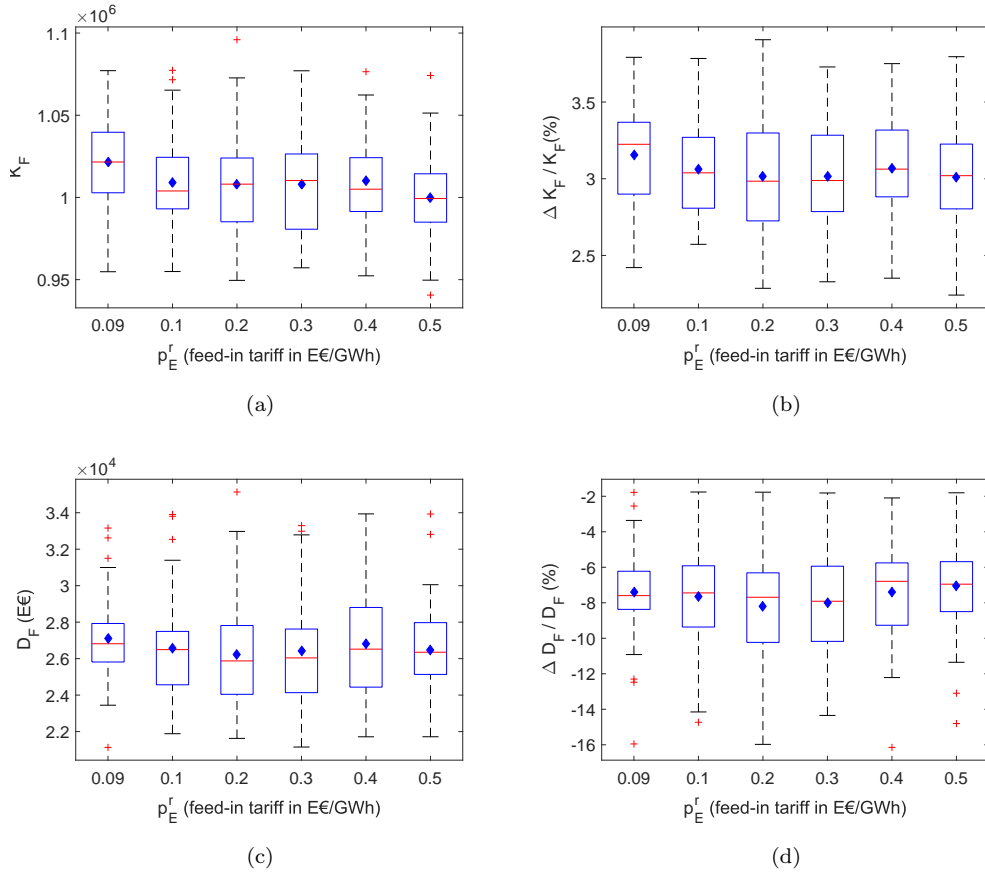 ×10^6
1.1
1.05
1
0.95
K_F
0.09 0.1 0.2 0.3 0.4 0.5
p_E^r (feed-in tariff in E€/GWh)
(a)
3.5
3
2.5
Δ K_F / K_F (%)
0.09 0.1 0.2 0.3 0.4 0.5
p_E^r (feed-in tariff in E€/GWh)
(b)
×10^4
3.4
3.2
3
2.8
2.6
2.4
2.2
D_F (E€)
0.09 0.1 0.2 0.3 0.4 0.5
p_E^r (feed-in tariff in E€/GWh)
(c)
-2
-4
-6
-8
-10
-12
-14
-16
Δ D_F / D_F (%)
0.09 0.1 0.2 0.3 0.4 0.5
p_E^r (feed-in tariff in E€/GWh)
(d)